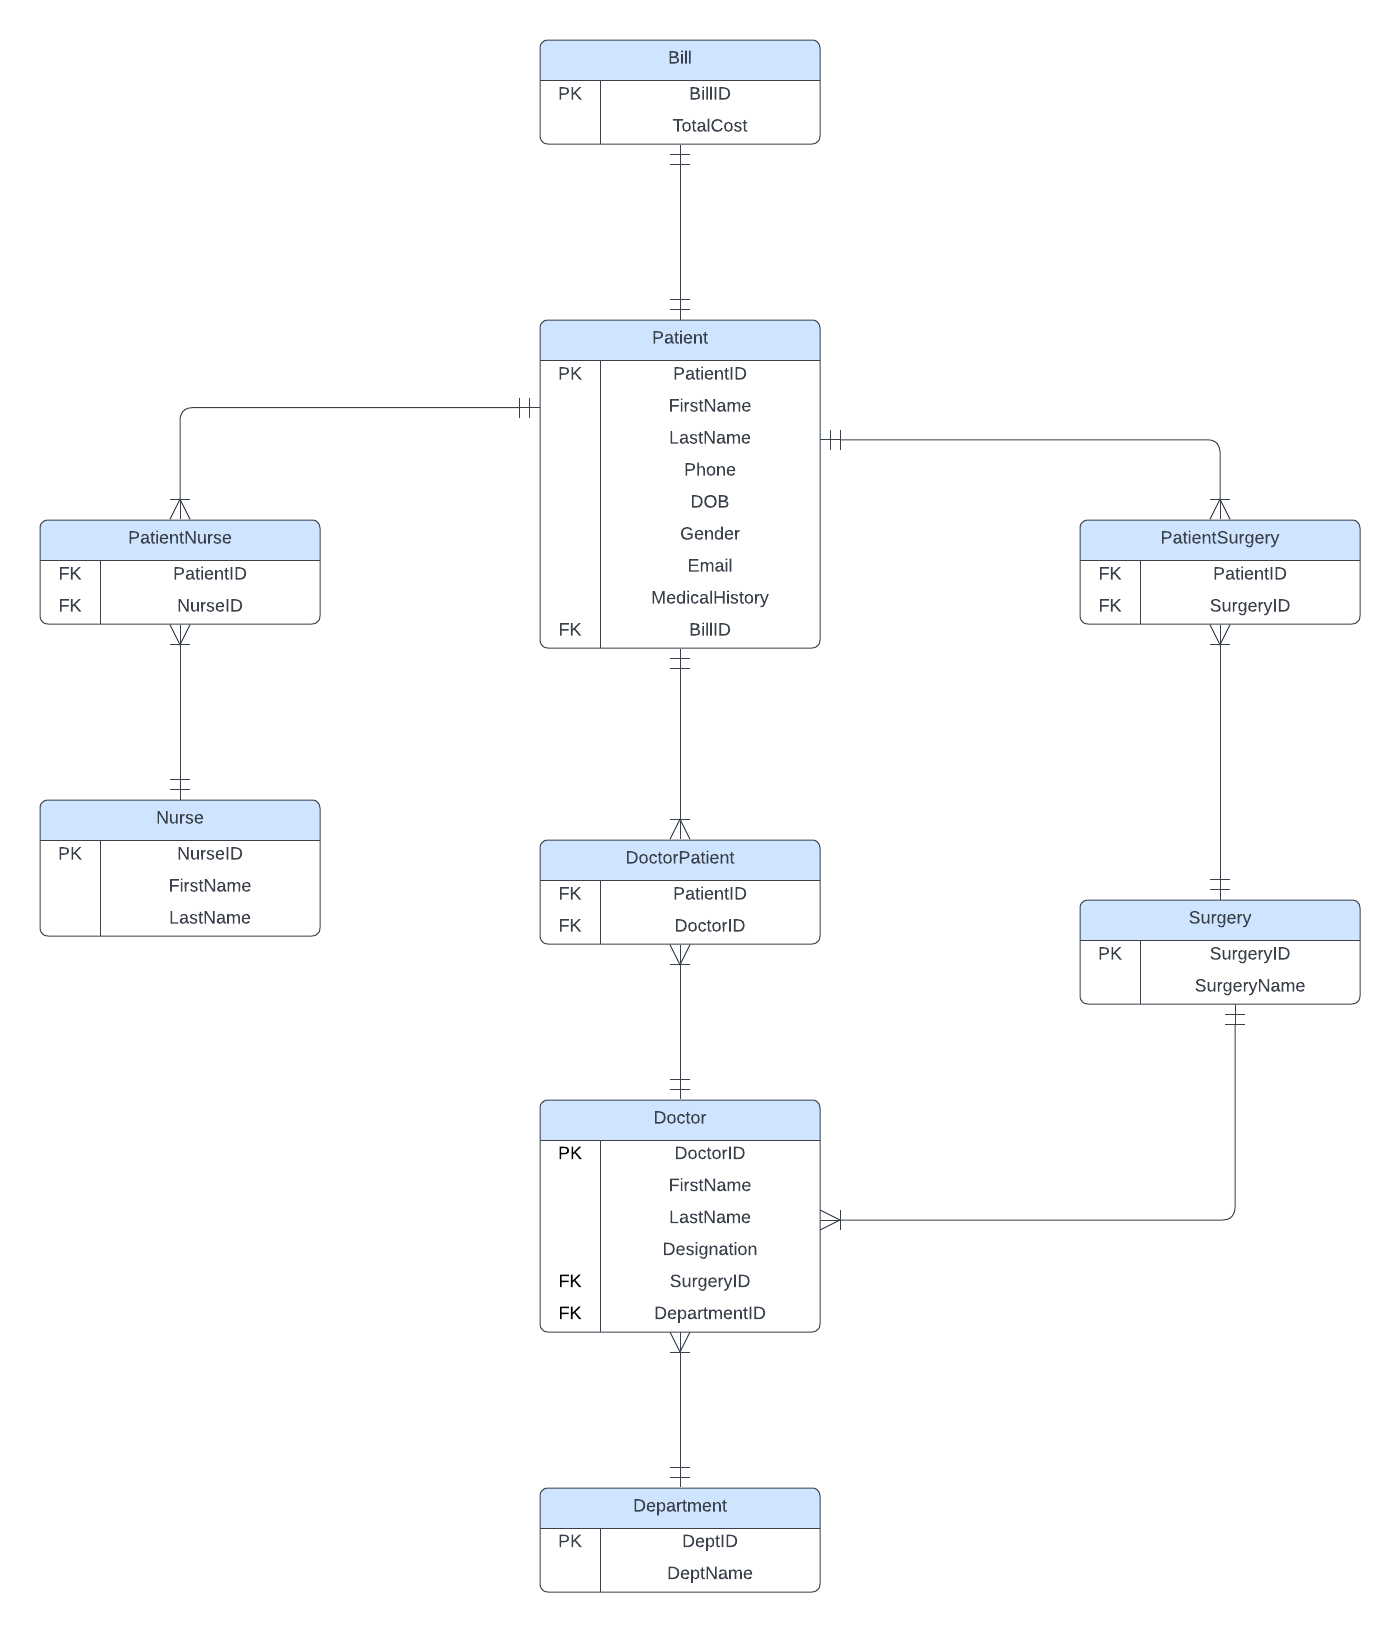 Bill
PK BillID
TotalCost
Patient
PK PatientID
FirstName
LastName
Phone
DOB
Gender
Email
MedicalHistory
FK BillID
PatientNurse
FK PatientID
FK NurseID
PatientSurgery
FK PatientID
FK SurgeryID
Nurse
PK NurseID
FirstName
LastName
DoctorPatient
FK PatientID
FK DoctorID
Surgery
PK SurgeryID
SurgeryName
Doctor
PK DoctorID
FirstName
LastName
Designation
FK SurgeryID
FK DepartmentID
Department
PK DeptID
DeptName